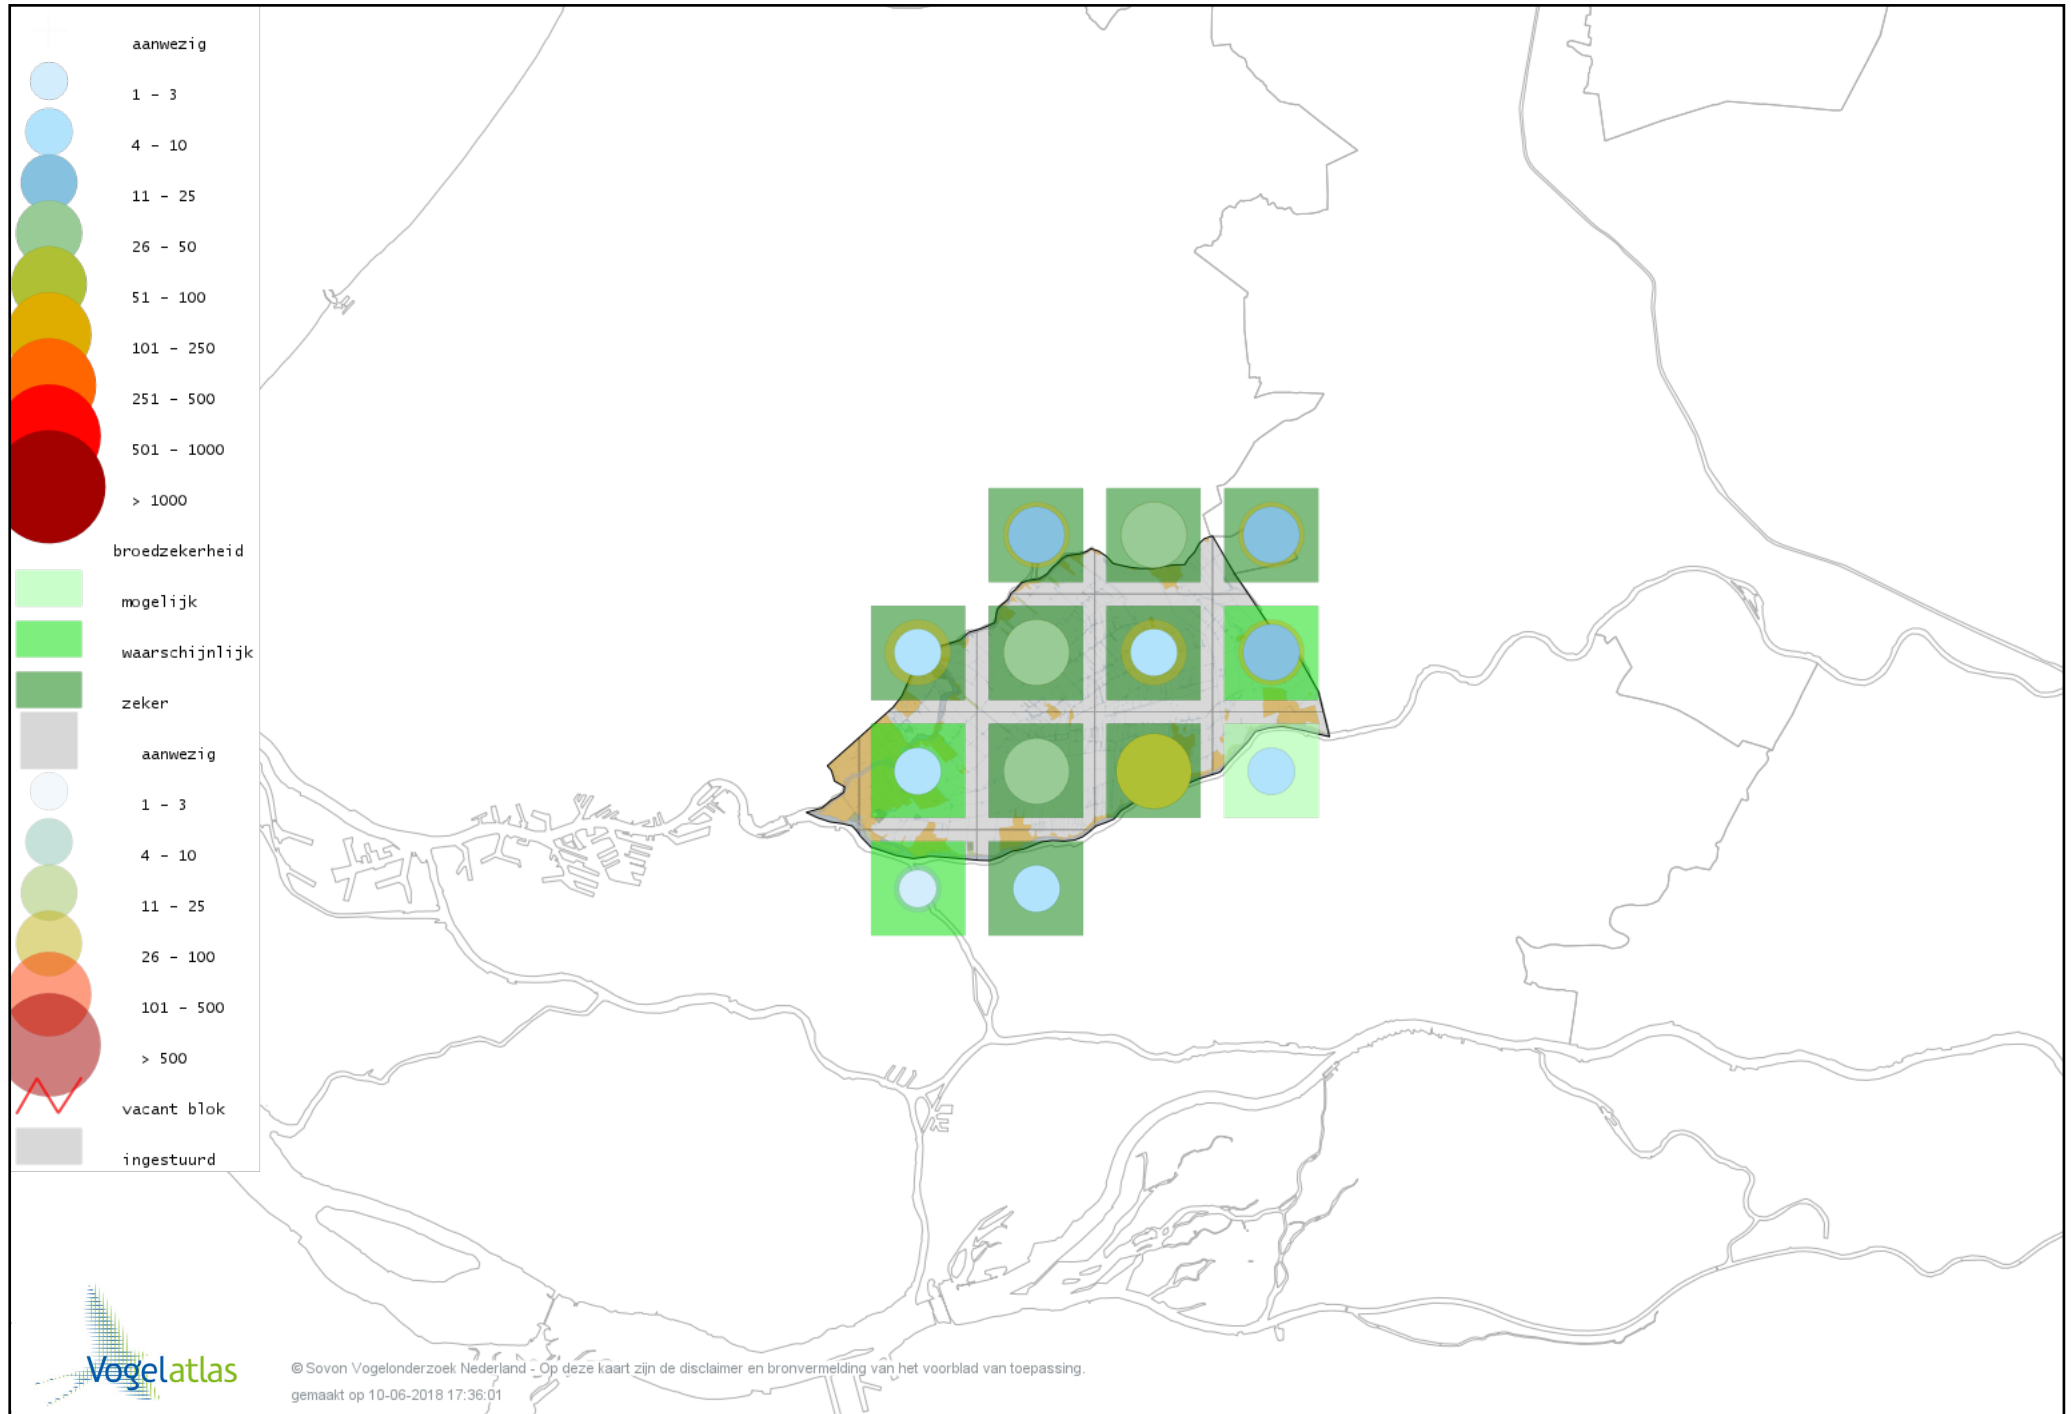 aanwezig
1 - 3
4 - 10
11 - 25
26 - 50
51 - 100
101 - 250
251 - 500
501 - 1000
> 1000
broedzekerheid
mogelijk
waarschijnlijk
zeker
aanwezig
1 - 3
4 - 10
11 - 25
26 - 100
101 - 500
> 500
vacant blok
ingestuurd
Vogelatlas
© Sovon Vogelonderzoek Nederland - Op deze kaart zijn de disclaimer en bronvermelding van het voorblad van toepassing.
gemaakt op 10-06-2018 17:36:01